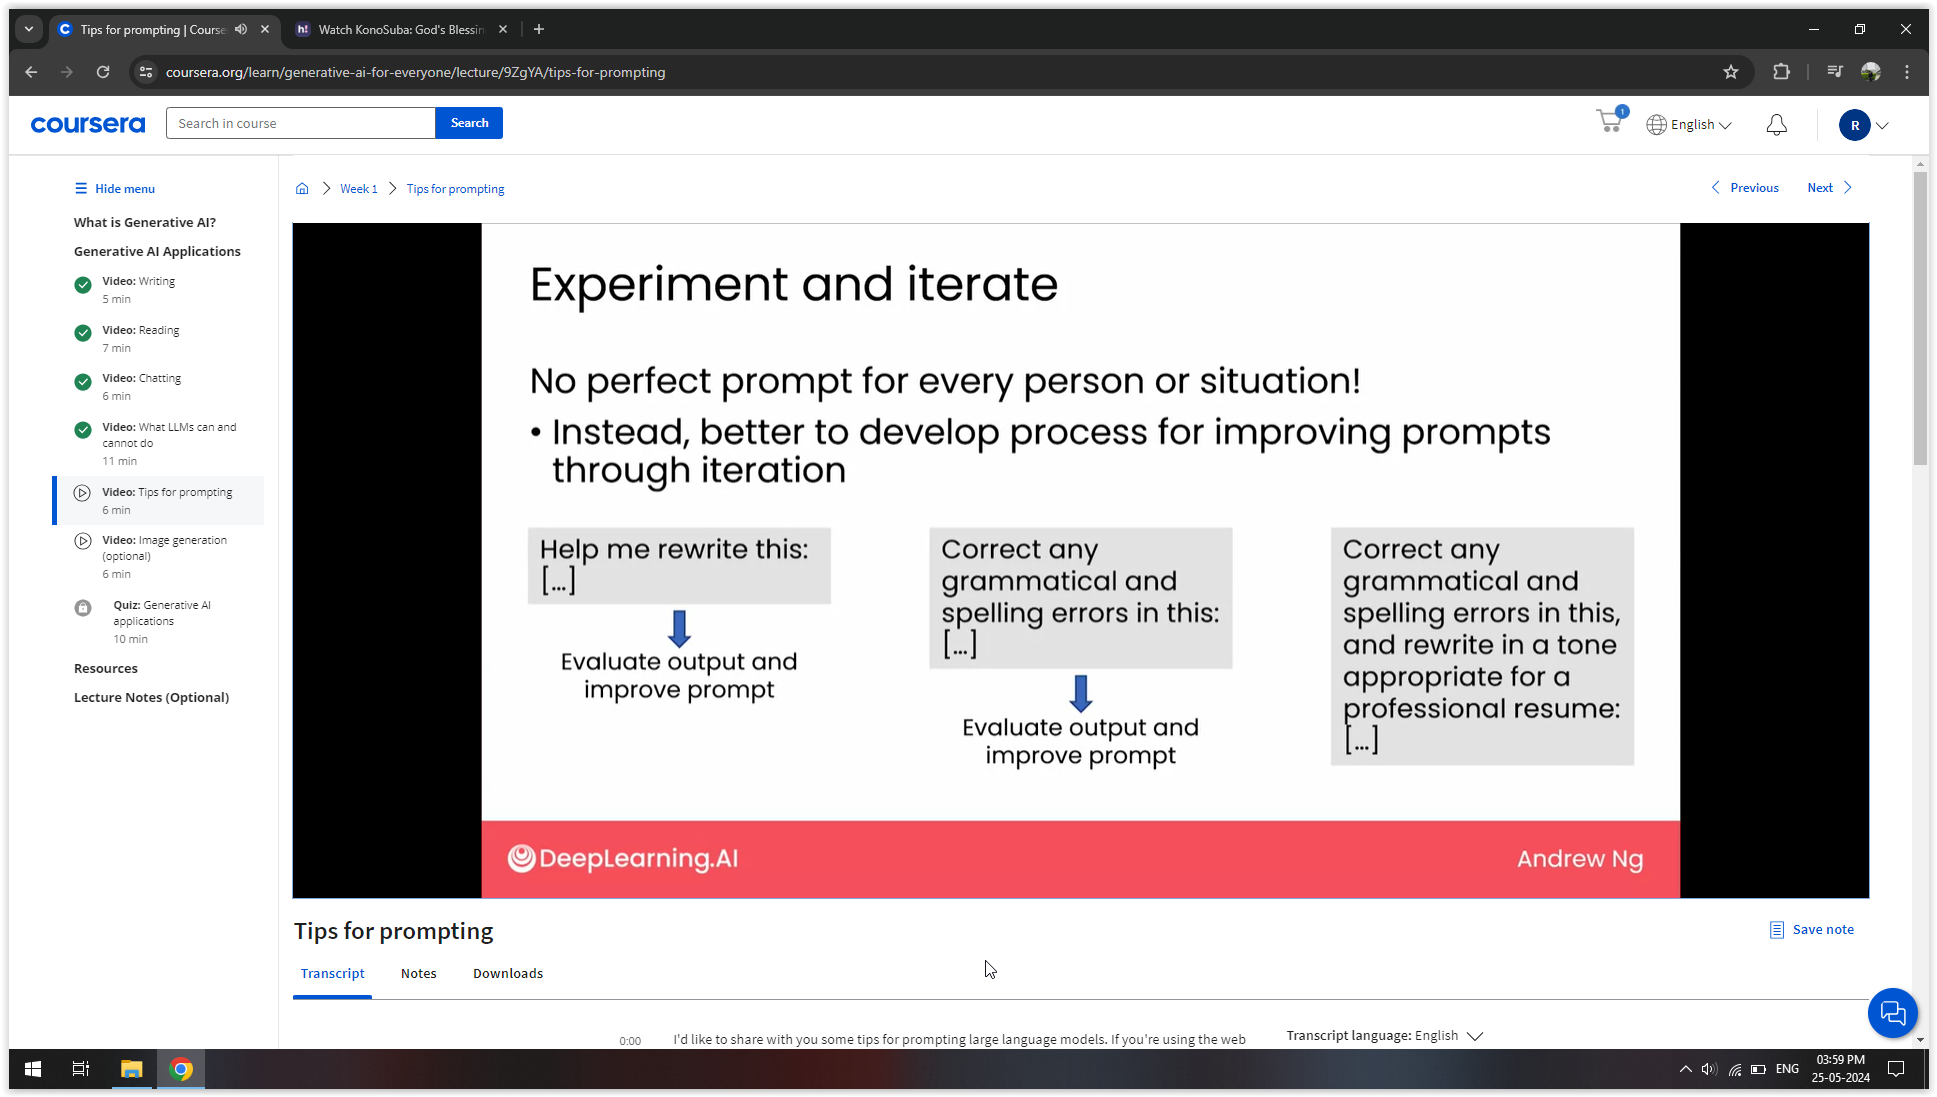 Tips for prompting | Course
Watch KonoSuba: God's Blessin
coursera.org/learn/generative-ai-for-everyone/lecture/9ZgYA/tips-for-prompting
coursera
Search in course
Search
1
English
R
Hide menu
What is Generative AI?
Generative AI Applications
Video: Writing
5 min
Video: Reading
7 min
Video: Chatting
6 min
Video: What LLMs can and
cannot do
11 min
Video: Tips for prompting
6 min
Video: Image generation
(optional)
6 min
Quiz: Generative AI
applications
10 min
Resources
Lecture Notes (Optional)
Week 1
Tips for prompting
Previous
Next
Experiment and iterate
No perfect prompt for every person or situation!
• Instead, better to develop process for improving prompts
through iteration
Help me rewrite this:
[...]
Evaluate output and
improve prompt
Correct any
grammatical and
spelling errors in this:
[...]
Evaluate output and
improve prompt
Correct any
grammatical and
spelling errors in this,
and rewrite in a tone
appropriate for a
professional resume:
[...]
DeepLearning.AI
Andrew Ng
Tips for prompting
Save note
Transcript
Notes
Downloads
0:00
I'd like to share with you some tips for prompting large language models. If you're using the web
Transcript language: English
ENG
03:59 PM
25-05-2024